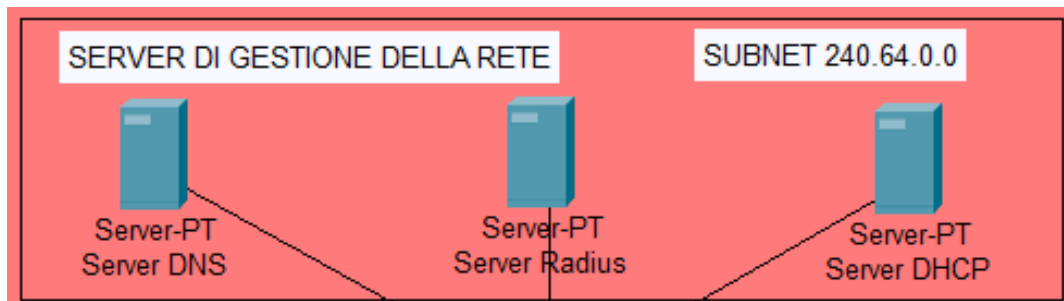 SERVER DI GESTIONE DELLA RETE
SUBNET 240.64.0.0
Server-PT
Server DNS
Server-PT
Server Radius
Server-PT
Server DHCP